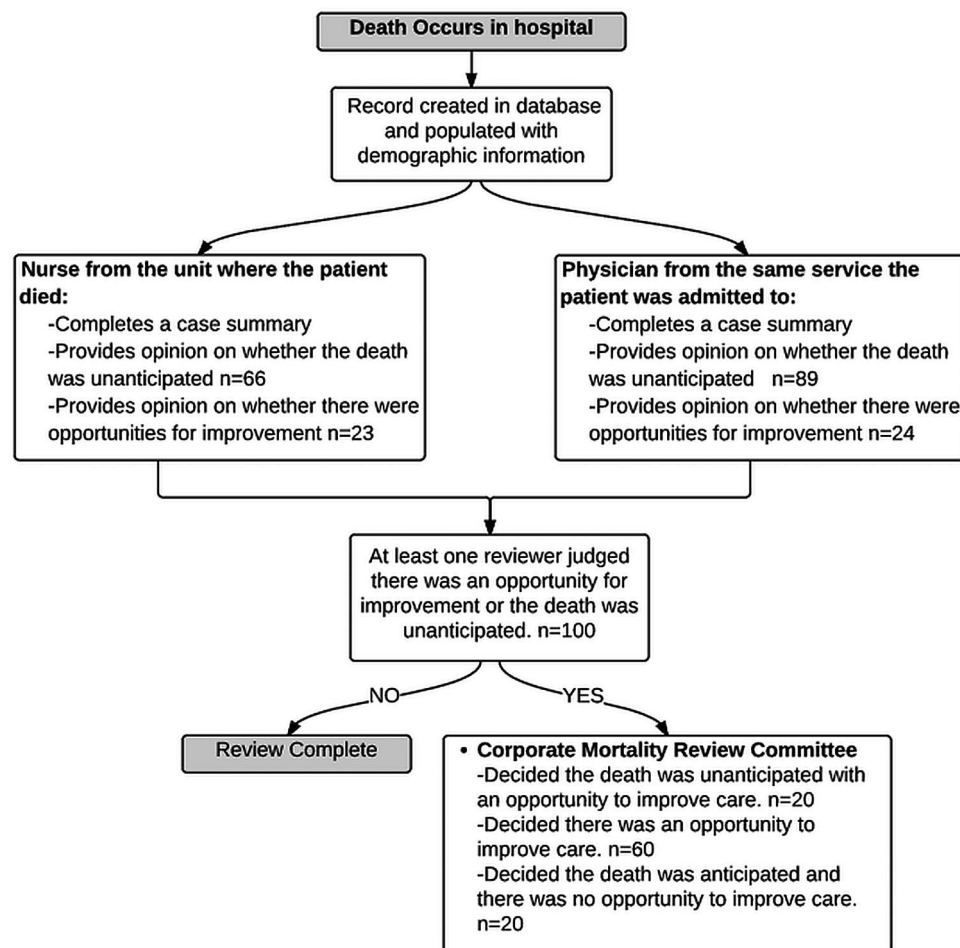 Death Occurs in hospital
Record created in database
and populated with
demographic information
Nurse from the unit where the patient
died:
-Completes a case summary
-Provides opinion on whether the death
was unanticipated n=66
-Provides opinion on whether there were
opportunities for improvement n=23
Physician from the same service the
patient was admitted to:
-Completes a case summary
-Provides opinion on whether the death
was unanticipated n=89
-Provides opinion on whether there were
opportunities for improvement n=24
At least one reviewer judged
there was an opportunity for
improvement or the death was
unanticipated. n=100
NO
YES
Review Complete
• Corporate Mortality Review Committee
-Decided the death was unanticipated with
an opportunity to improve care. n=20
-Decided there was an opportunity to
improve care. n=60
-Decided the death was anticipated and
there was no opportunity to improve care.
n=20